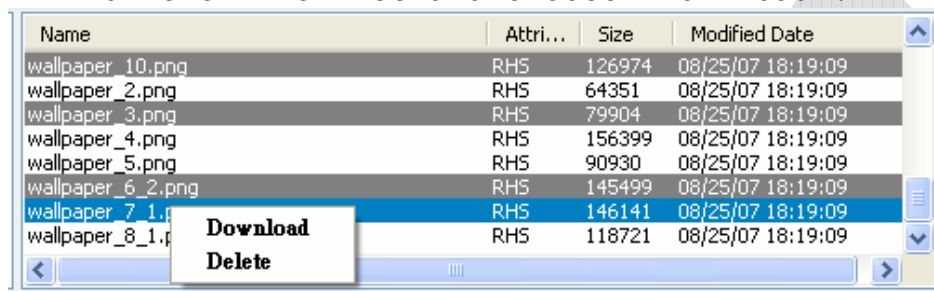 Name Attri... Size Modified Date
wallpaper_10.png RHS 126974 08/25/07 18:19:09
wallpaper_2.png RHS 64351 08/25/07 18:19:09
wallpaper_3.png RHS 79904 08/25/07 18:19:09
wallpaper_4.png RHS 156399 08/25/07 18:19:09
wallpaper_5.png RHS 90930 08/25/07 18:19:09
wallpaper_6_2.png RHS 145499 08/25/07 18:19:09
wallpaper_7_1.p RHS 146141 08/25/07 18:19:09
wallpaper_8_1.p RHS 118721 08/25/07 18:19:09
Download
Delete